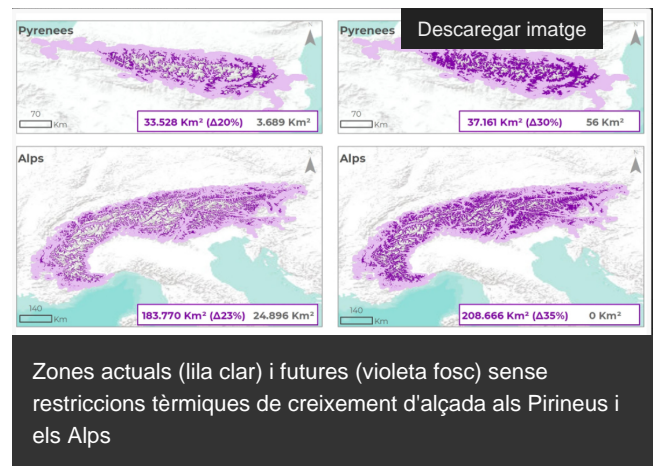 Pyrenees
Pyrenees
Descaregar imatge
N
70
Km
33.528 Km² (Δ20%) 3.689 Km²
70
Km
37.161 Km² (Δ30%) 56 Km²
Alps
N
Alps
N
140
Km
183.770 Km² (Δ23%) 24.896 Km²
140
Km
208.666 Km² (Δ35%) 0 Km²
Zones actuals (lila clar) i futures (violeta fosc) sense
restriccions tèrmiques de creixement d'alçada als Pirineus i
els Alps